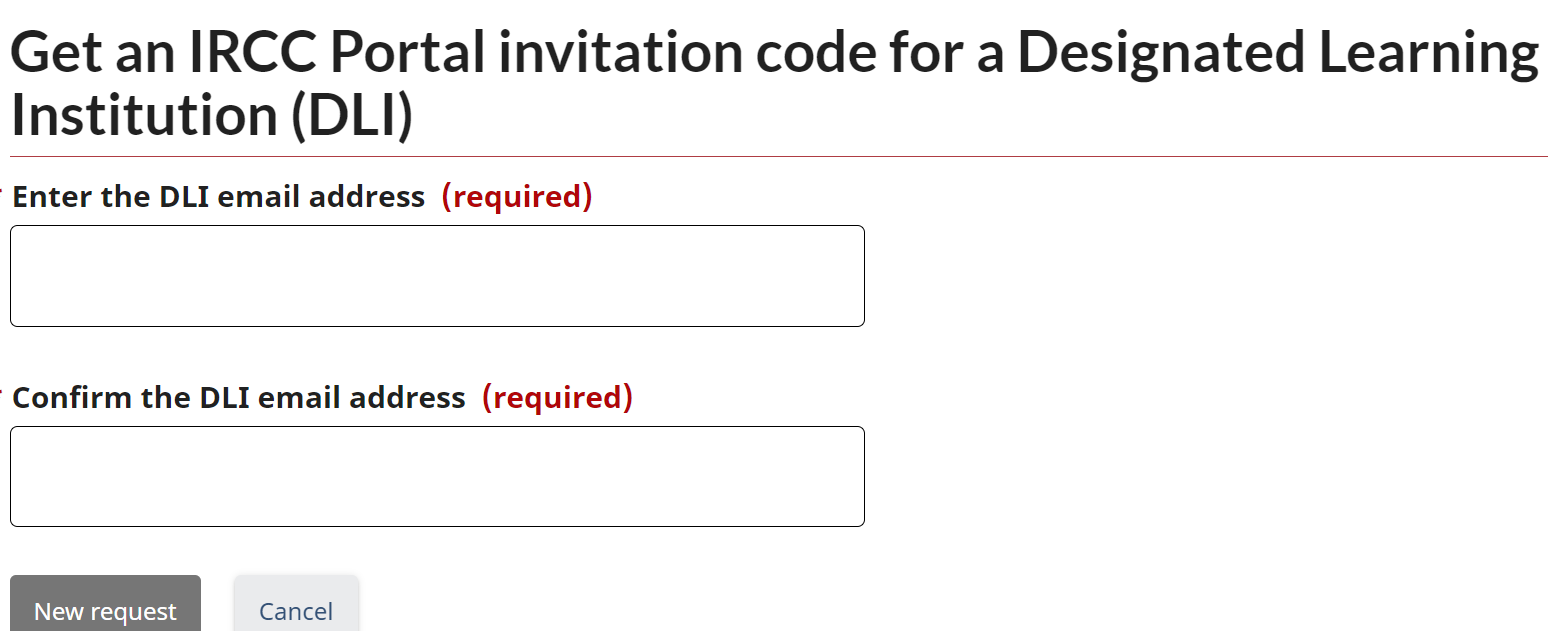 Get an IRCC Portal invitation code for a Designated Learning
Institution (DLI)
Enter the DLI email address (required)
Confirm the DLI email address (required)
New request Cancel